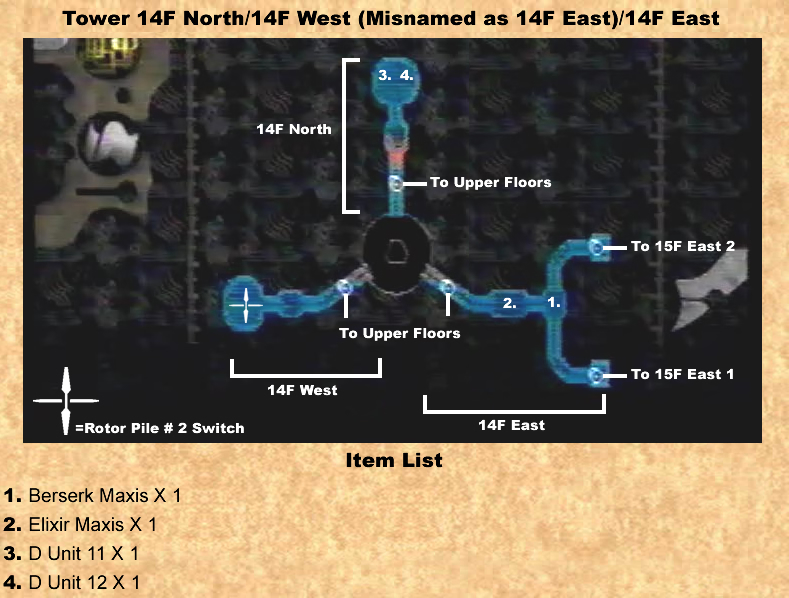 Tower 14F North/14F West (Misnamed as 14F East)/14F East
3. 4.
14F North
To Upper Floors
To 15F East 2
2.
1.
To Upper Floors
To 15F East 1
14F West
14F East
=Rotor Pile # 2 Switch
Item List
1. Berserk Maxis X 1
2. Elixir Maxis X 1
3. D Unit 11 X 1
4. D Unit 12 X 1